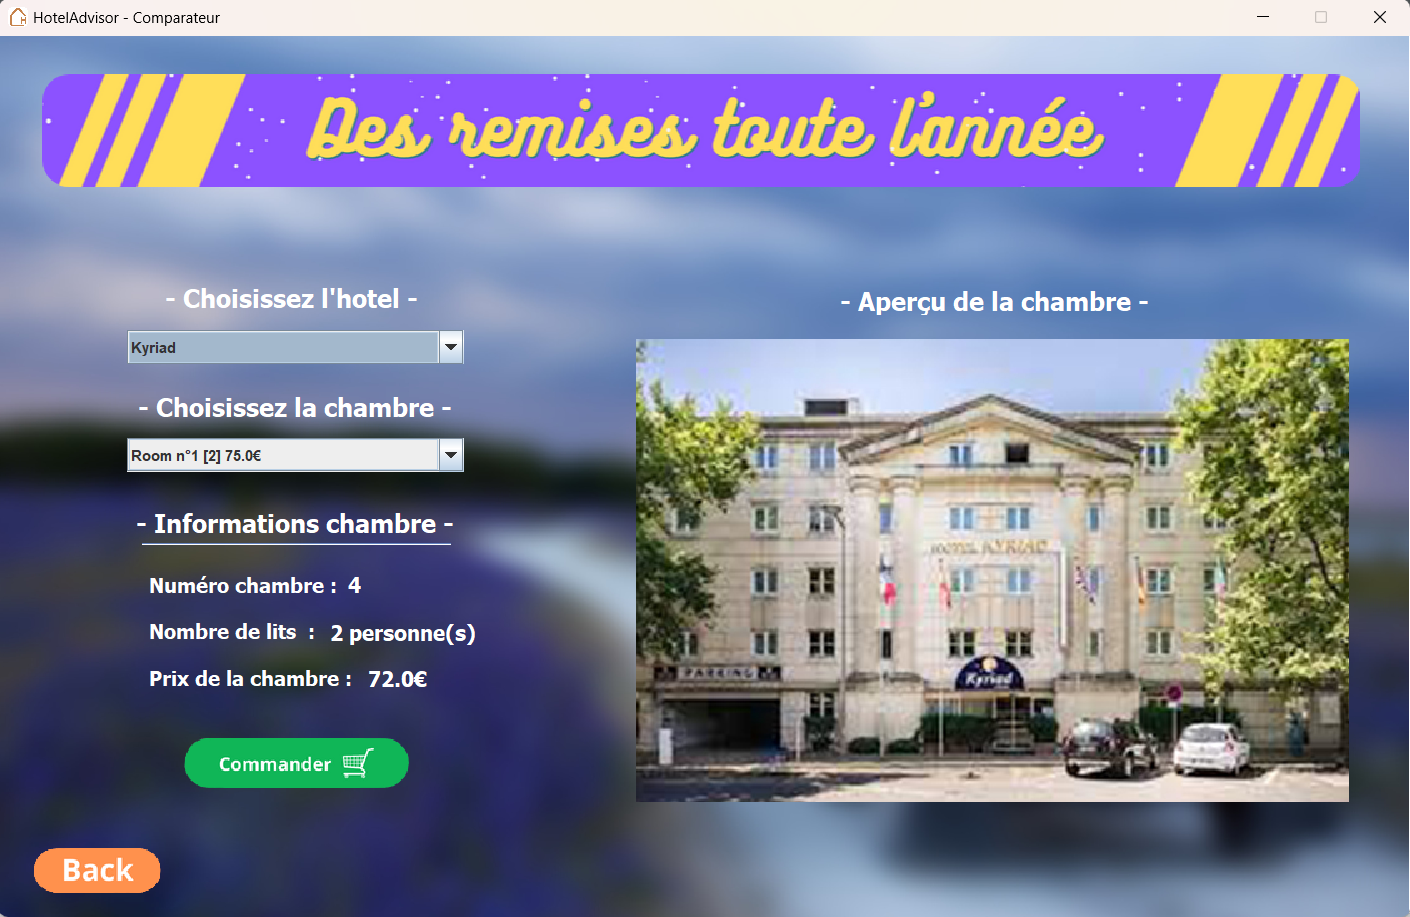 HotelAdvisor - Comparateur
Des remises toute l'année
- Choisissez l'hotel -
Kyriad
- Choisissez la chambre -
Room n°1 [2] 75.0€
- Informations chambre -
Numéro chambre : 4
Nombre de lits : 2 personne(s)
Prix de la chambre : 72.0€
Commander
Back
- Aperçu de la chambre -
HOTEL KYRIAD
PARKING
Kyriad